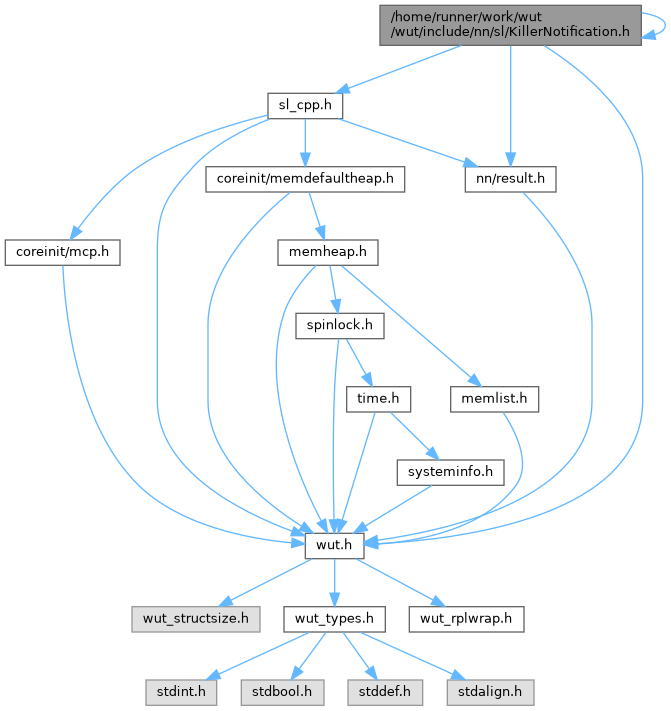 /home/runner/work/wut
/wut/include/nn/sl/KillerNotification.h
sl_cpp.h
coreinit/memdefaultheap.h
nn/result.h
coreinit/mcp.h
memheap.h
spinlock.h
time.h
memlist.h
systeminfo.h
wut.h
wut_structsize.h
wut_types.h
wut_rplwrap.h
stdint.h
stdbool.h
stddef.h
stdalign.h